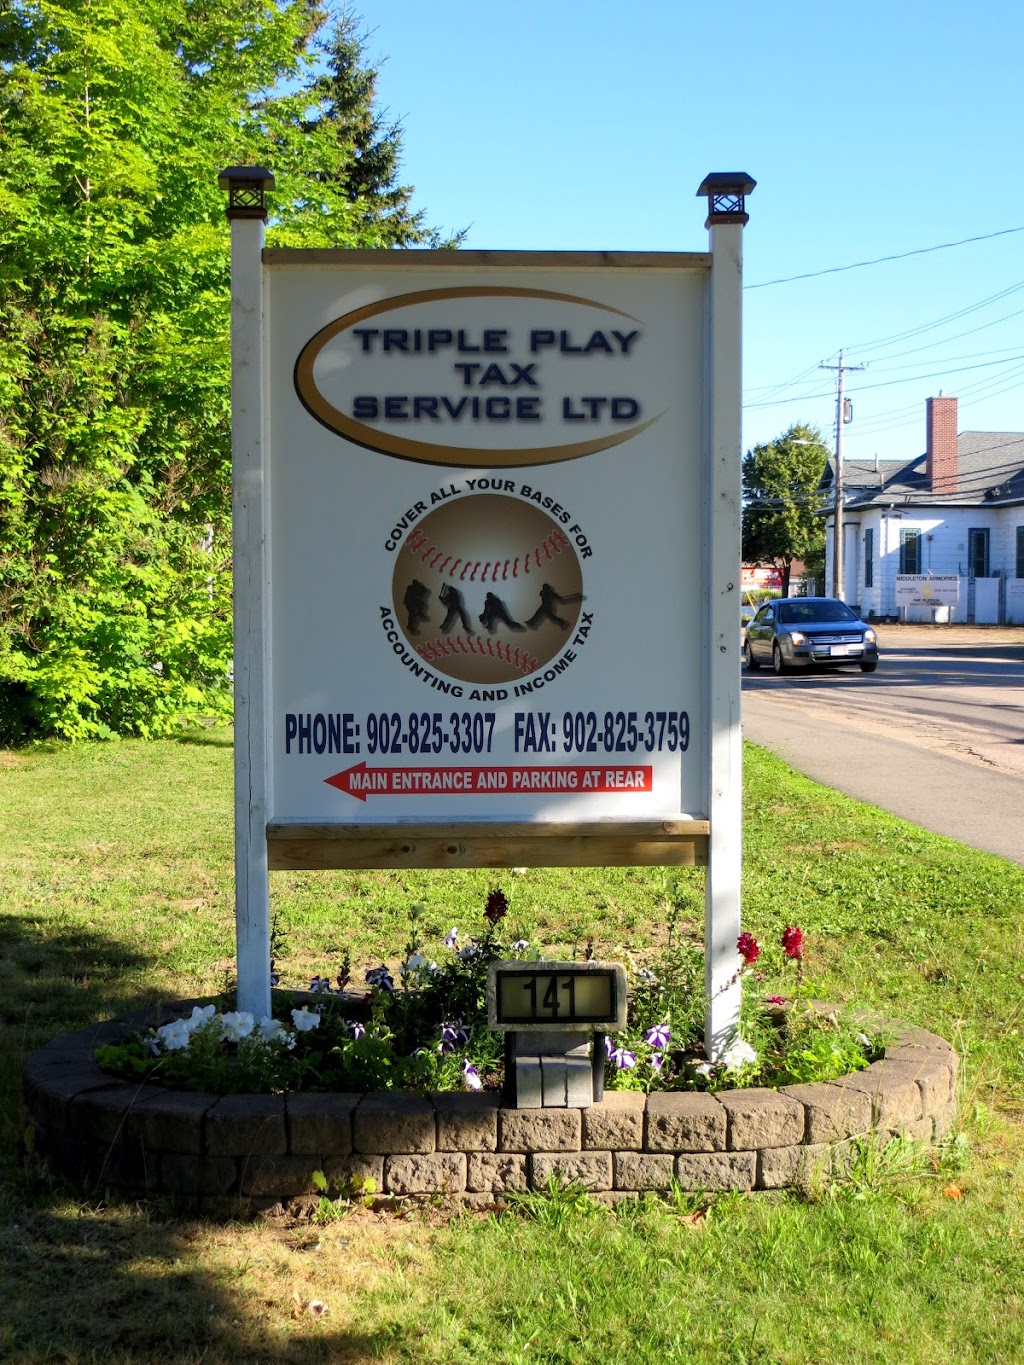 TRIPLE PLAY
TAX
SERVICE LTD
COVER ALL YOUR BASES FOR
ACCOUNTING AND INCOME TAX
PHONE: 902-825-3307 FAX: 902-825-3759
MAIN ENTRANCE AND PARKING AT REAR
141
MIDDLETON ARMORIES